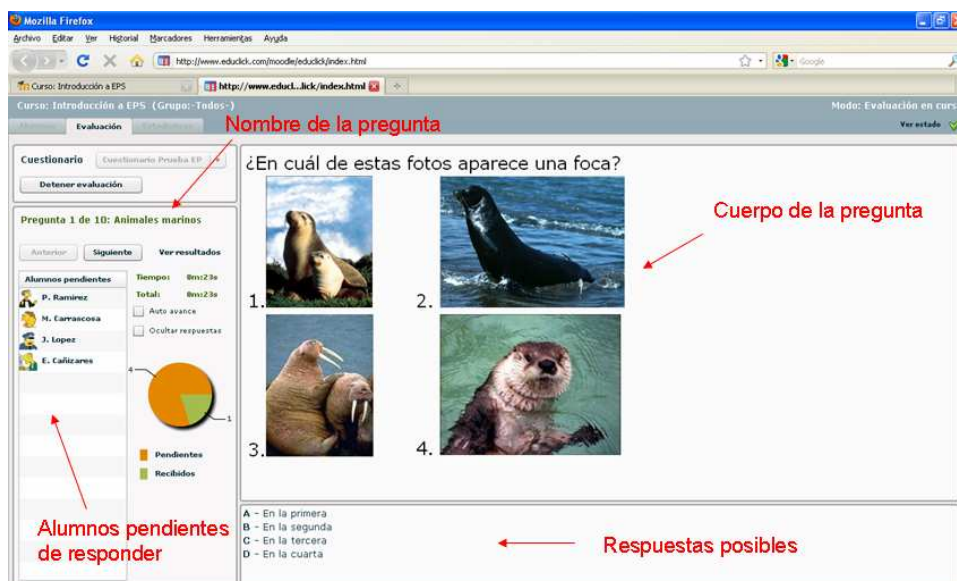 Mozilla Firefox
Archivo Editar Ver Historial Marcadores Herramientas Ayuda
http://www.educlick.com/moodle/educlick/index.html
Google
Curso: Introducción a EPS
http://www.educl...lick/index.html
Curso: Introducción a EPS (Grupo:-Todos-)
Modo: Evaluación en curs
Evaluación
Ver estado
Nombre de la pregunta
Cuestionario
Cuestionario Prueba EP
Detener evaluación
Pregunta 1 de 10: Animales marinos
Anterior
Siguiente
Ver resultados
Alumnos pendientes
P. Ramirez
M. Carrascosa
J. Lopez
E. Cañizares
Tiempo: 0m:23s
Total: 0m:23s
Auto avance
Ocultar respuestas
4
1
Pendientes
Recibidos
Alumnos pendientes
de responder
¿En cuál de estas fotos aparece una foca?
1.
2.
3.
4.
Cuerpo de la pregunta
A - En la primera
B - En la segunda
C - En la tercera
D - En la cuarta
Respuestas posibles